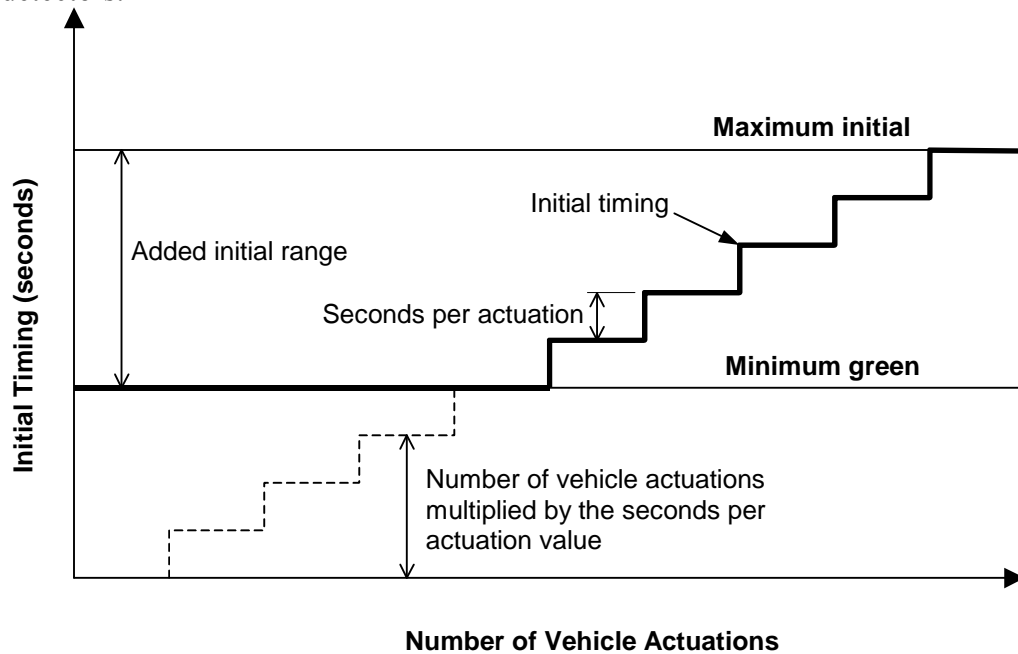 detectors.
Maximum initial
Initial timing
Added initial range
Seconds per actuation
Minimum green
Number of vehicle actuations
multiplied by the seconds per
actuation value
Initial Timing (seconds)
Number of Vehicle Actuations